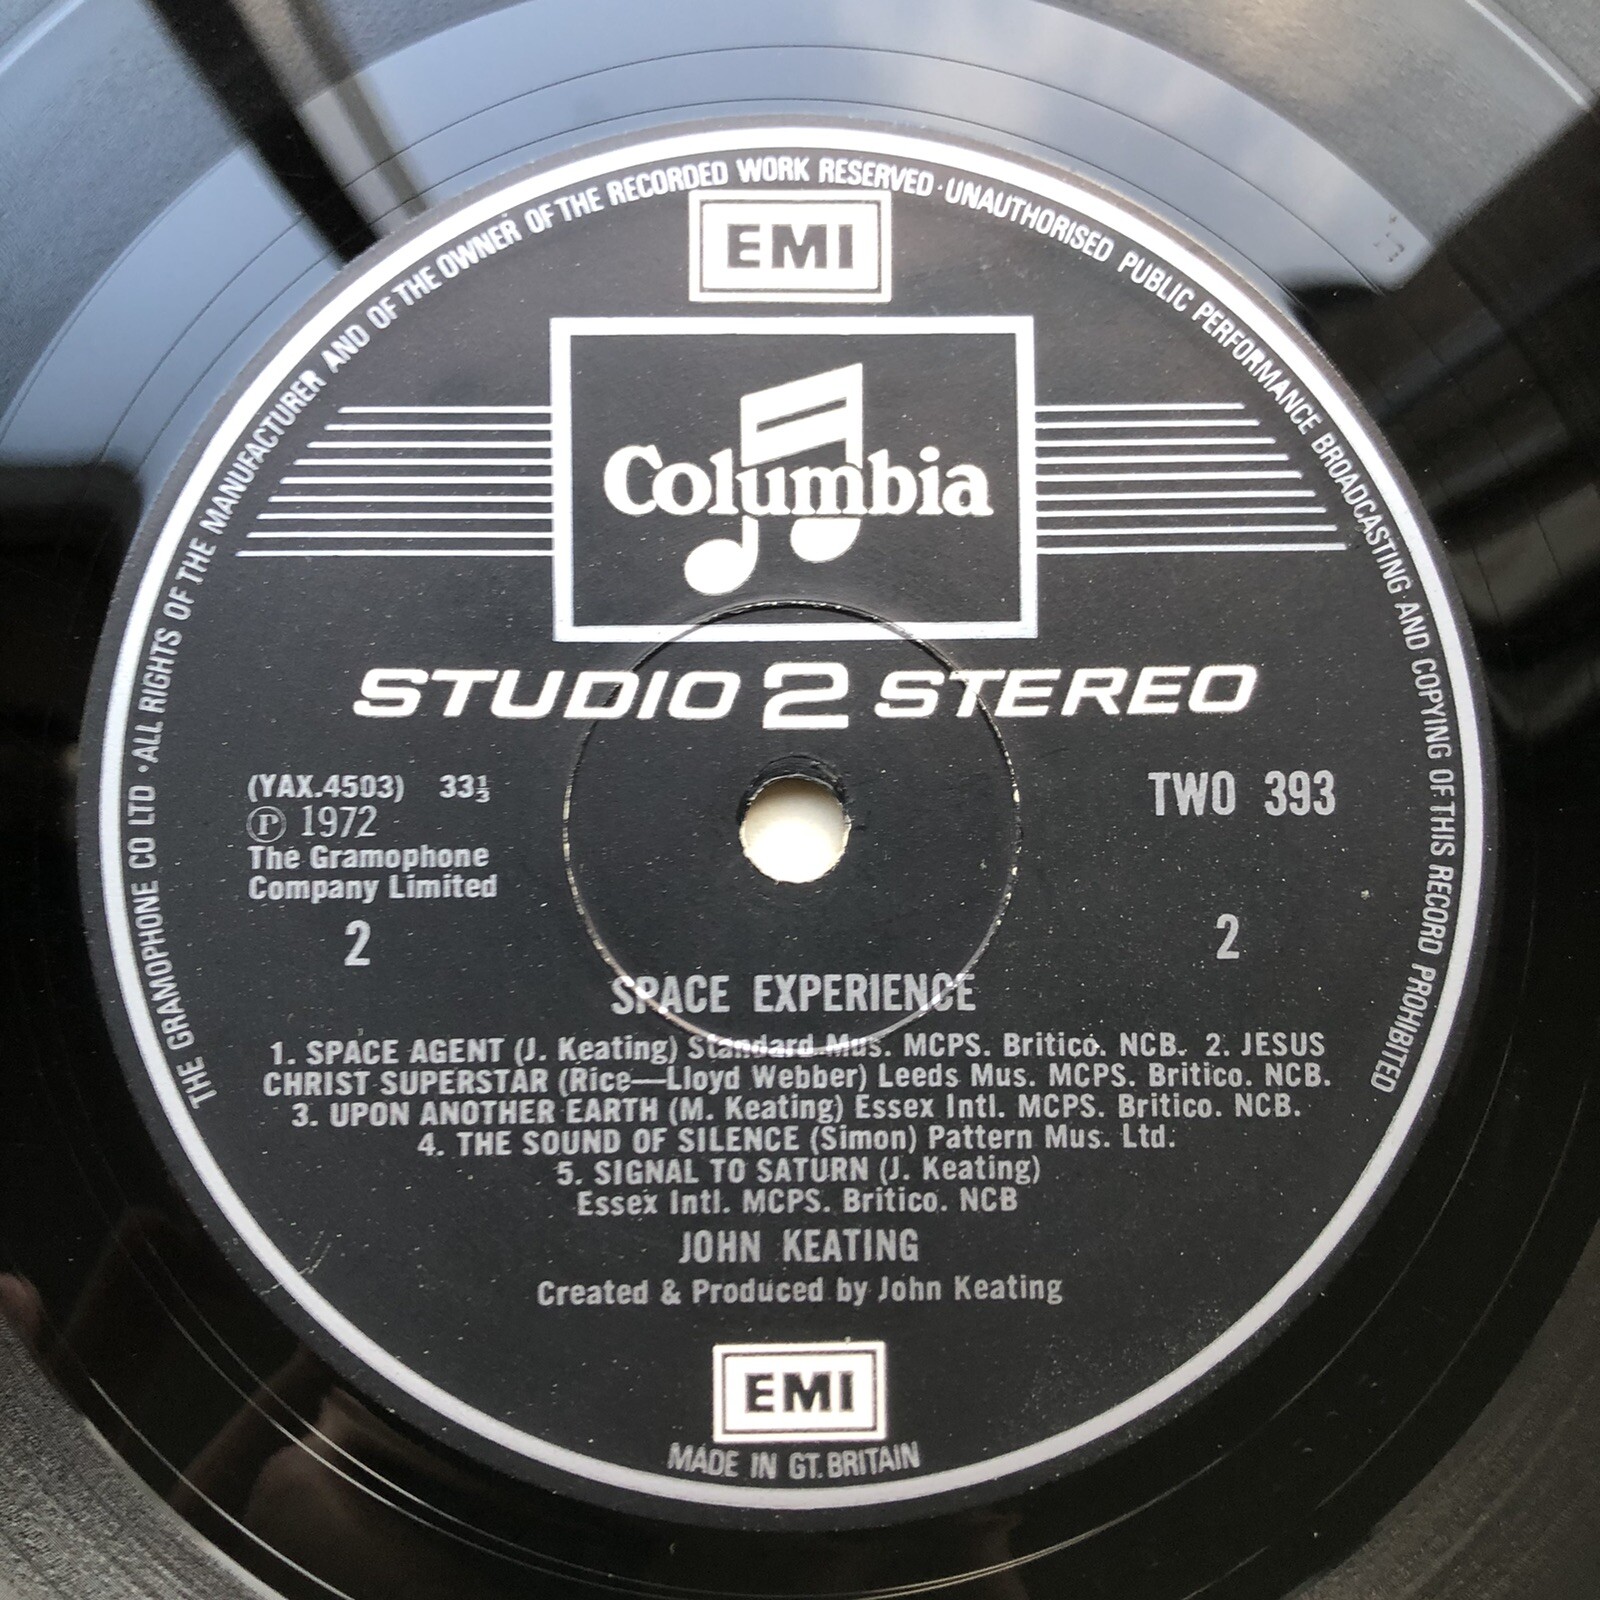 THE GRAMOPHONE CO LTD · ALL RIGHTS OF THE MANUFACTURER AND OF THE OWNER OF THE RECORDED WORK RESERVED · UNAUTHORISED PUBLIC PERFORMANCE BROADCASTING AND COPYING OF THIS RECORD PROHIBITED
EMI
Columbia
STUDIO 2 STEREO
(YAX.4503) 33⅓
Ⓟ 1972
The Gramophone
Company Limited
TWO 393
2
2
SPACE EXPERIENCE
1. SPACE AGENT (J. Keating) Standard Mus. MCPS. Britico. NCB. 2. JESUS
CHRIST SUPERSTAR (Rice—Lloyd Webber) Leeds Mus. MCPS. Britico. NCB.
3. UPON ANOTHER EARTH (M. Keating) Essex Intl. MCPS. Britico. NCB.
4. THE SOUND OF SILENCE (Simon) Pattern Mus. Ltd.
5. SIGNAL TO SATURN (J. Keating)
Essex Intl. MCPS. Britico. NCB
JOHN KEATING
Created & Produced by John Keating
EMI
MADE IN GT. BRITAIN